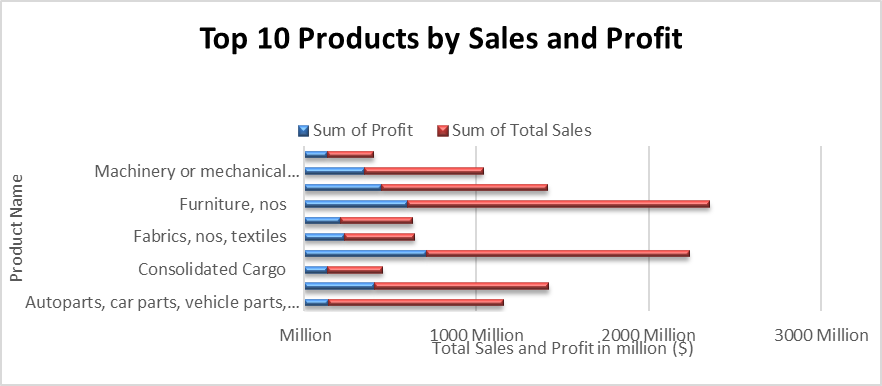 Top 10 Products by Sales and Profit
Sum of Profit
Sum of Total Sales
Product Name
Machinery or mechanical...
Furniture, nos
Fabrics, nos, textiles
Consolidated Cargo
Autoparts, car parts, vehicle parts,...
Million
1000 Million
2000 Million
3000 Million
Total Sales and Profit in million ($)